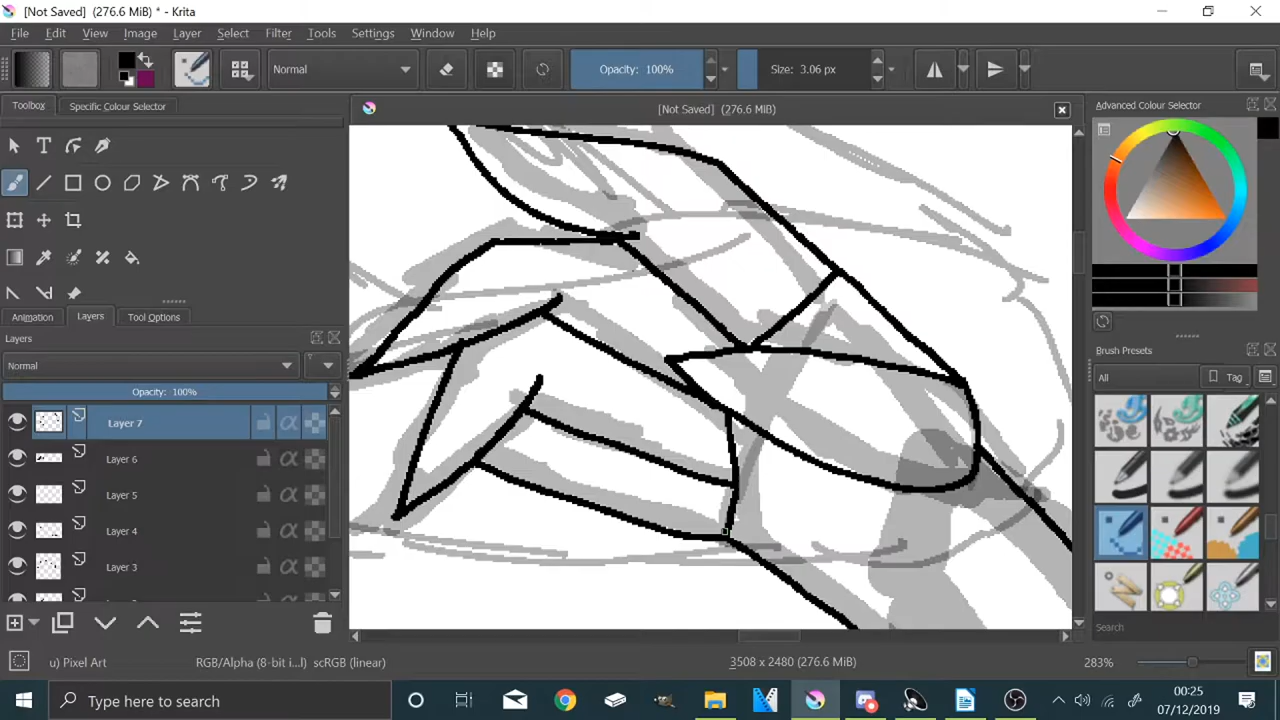 [Not Saved] (276.6 MiB) * - Krita
File Edit View Image Layer Select Filter Tools Settings Window Help
Normal Opacity: 100% Size: 3.06 px
Toolbox Specific Colour Selector
[Not Saved] (276.6 MiB)
Advanced Colour Selector
Animation Layers Tool Options
Layers
Normal
Opacity: 100%
Layer 7
Layer 6
Layer 5
Layer 4
Layer 3
Brush Presets
All Tag
Search
u) Pixel Art RGB/Alpha (8-bit i...l) scRGB (linear) 3508 x 2480 (276.6 MiB) 283%
Type here to search
00:25
07/12/2019